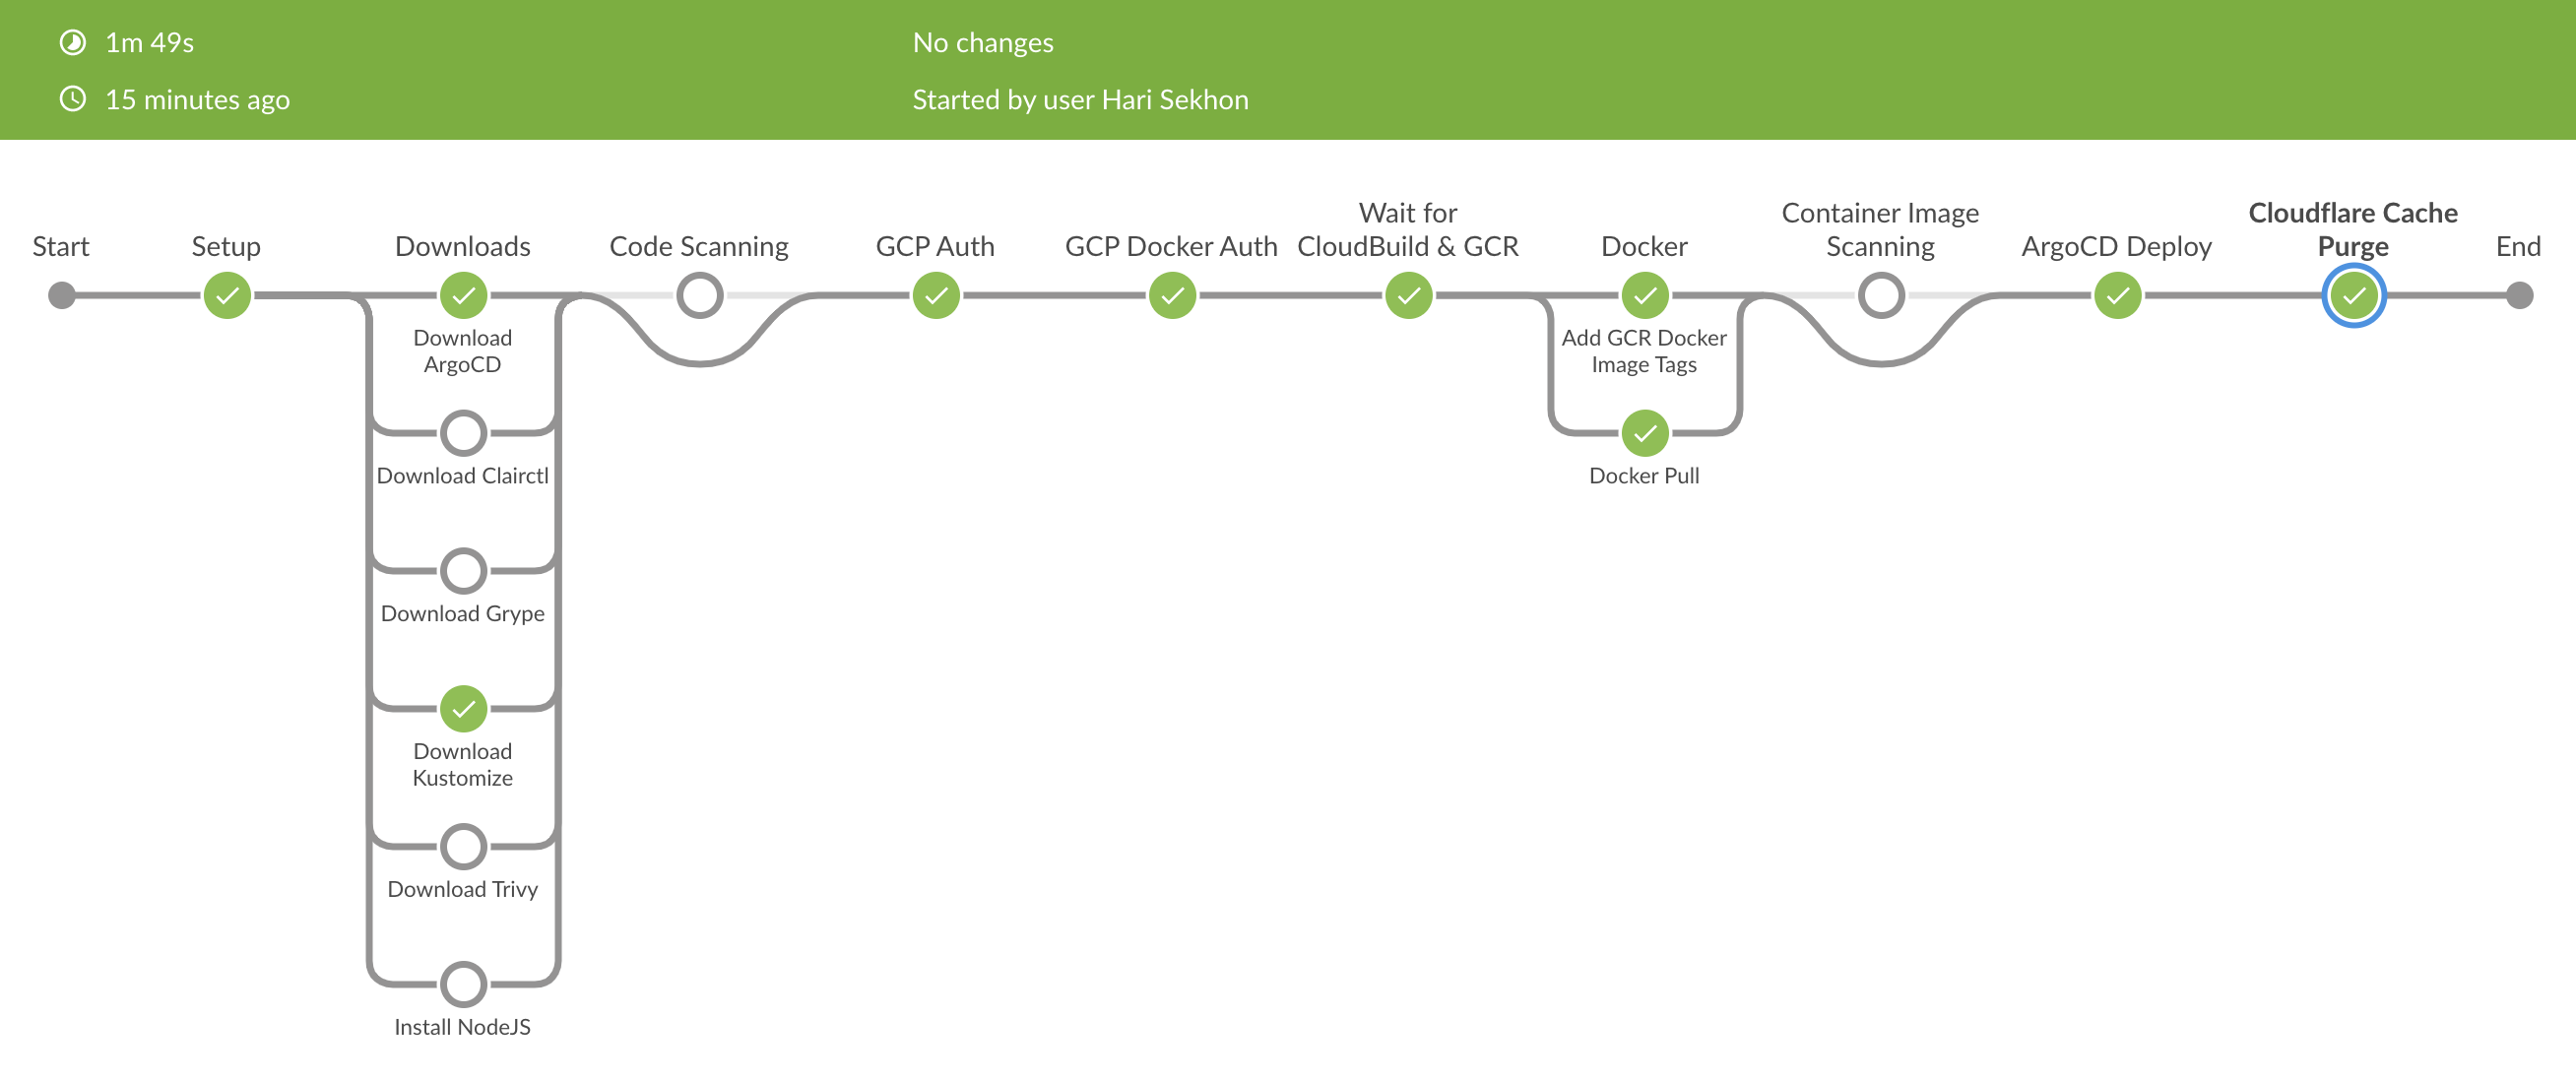 1m 49s
No changes
15 minutes ago
Started by user Hari Sekhon
Start
Setup
Downloads
Code Scanning
GCP Auth
GCP Docker Auth
Wait for
CloudBuild & GCR
Docker
Container Image
Scanning
ArgoCD Deploy
Cloudflare Cache
Purge
End
Download
ArgoCD
Download Clairctl
Download Grype
Download
Kustomize
Download Trivy
Install NodeJS
Add GCR Docker
Image Tags
Docker Pull